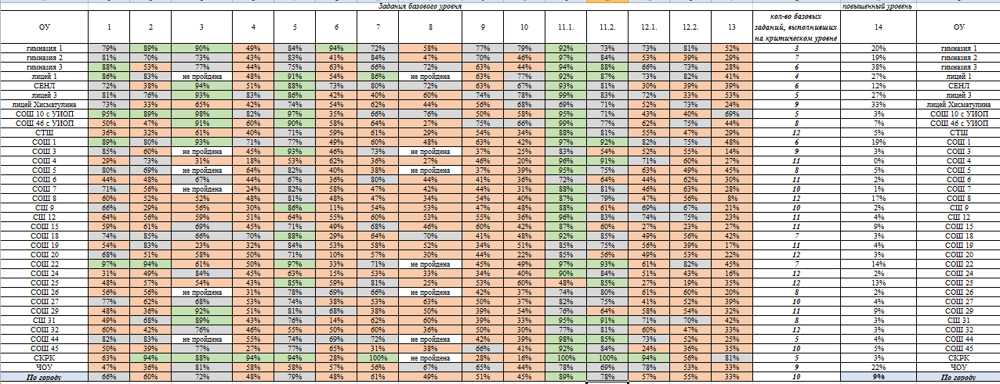 Задания базового уровня повышенный уровень
ОУ 1 2 3 4 5 6 7 8 9 10 11.1. 11.2. 12.1. 12.2. 13 кол-во базовых заданий, выполнивших на критическом уровне 14 ОУ
гимназия 1 79% 89% 90% 49% 84% 94% 72% 58% 77% 79% 92% 73% 73% 81% 52% 3 20% гимназия 1
гимназия 2 81% 70% 73% 43% 83% 41% 84% 47% 70% 46% 97% 84% 53% 39% 29% 7 19% гимназия 2
гимназия 3 88% 53% 77% 44% 75% 63% 66% 72% 63% 44% 94% 88% 66% 73% 28% 6 38% гимназия 3
лицей 1 86% 83% не пройдена 48% 91% 54% 86% не пройдена 63% 77% 92% 87% 73% 82% 41% 4 27% лицей 1
СЕНЛ 72% 38% 94% 51% 88% 73% 80% 72% 63% 67% 93% 81% 30% 39% 39% 6 12% СЕНЛ
лицей 3 81% 76% 93% 83% 86% 42% 40% 60% 74% 78% 99% 83% 72% 33% 53% 5 27% лицей 3
лицей Хисматулина 73% 33% 65% 42% 74% 54% 62% 44% 56% 68% 69% 71% 52% 73% 24% 9 33% лицей Хисматулина
СОШ 10 с УИОП 95% 89% 98% 82% 97% 35% 66% 76% 50% 58% 95% 71% 43% 40% 69% 5 3% СОШ 10 с УИОП
СОШ 46 с УИОП 50% 47% 91% 60% 90% 58% 64% 27% 75% 66% 99% 77% 62% 75% 44% 8 7% СОШ 46 с УИОП
СТШ 36% 32% 61% 40% 71% 59% 61% 29% 54% 34% 88% 81% 55% 47% 29% 12 5% СТШ
СОШ 1 89% 80% 93% 71% 77% 49% 60% 48% 63% 42% 97% 92% 82% 75% 48% 6 19% СОШ 1
СОШ 3 85% 60% не пройдена 45% 93% 46% 73% не пройдена 37% 25% 83% 54% 52% 55% 14% 9 3% СОШ 3
СОШ 4 29% 73% 31% 18% 53% 62% 36% 27% 46% 20% 96% 91% 71% 60% 27% 11 0% СОШ 4
СОШ 5 80% 69% не пройдена 64% 82% 40% 38% не пройдена 37% 39% 95% 75% 63% 49% 45% 8 5% СОШ 5
СОШ 6 44% 48% 67% 44% 67% 36% 80% 44% 41% 36% 72% 64% 44% 62% 30% 11 2% СОШ 6
СОШ 7 71% 56% не пройдена 24% 82% 58% 47% 42% 44% 31% 88% 81% 46% 63% 28% 10 1% СОШ 7
СОШ 8 60% 52% 52% 48% 81% 48% 47% 34% 54% 40% 87% 79% 47% 56% 8% 12 17% СОШ 8
СШ 9 66% 29% 56% 30% 86% 11% 54% 53% 47% 48% 88% 61% 69% 67% 21% 10 2% СШ 9
СШ 12 64% 56% 59% 51% 64% 55% 60% 53% 55% 36% 96% 83% 74% 75% 23% 11 4% СШ 12
СОШ 15 59% 61% 69% 45% 71% 49% 68% 46% 60% 42% 87% 60% 27% 23% 27% 11 9% СОШ 15
СОШ 18 74% 85% 66% 70% 88% 29% 64% 70% 41% 48% 92% 85% 49% 56% 42% 7 3% СОШ 18
СОШ 19 54% 83% 23% 32% 84% 53% 58% 52% 34% 51% 85% 75% 56% 39% 17% 11 4% СОШ 19
СОШ 20 68% 51% 58% 50% 71% 10% 57% 30% 44% 22% 85% 56% 49% 53% 22% 12 3% СОШ 20
СОШ 22 97% 94% 61% 50% 97% 33% 71% не пройдена 45% 49% 97% 93% 61% 82% 45% 7 14% СОШ 22
СОШ 24 31% 49% 84% 45% 63% 15% 53% 33% 34% 40% 90% 84% 51% 43% 16% 12 2% СОШ 24
СОШ 25 48% 57% 54% 43% 85% 59% 81% 25% 53% 60% 48% 85% 27% 19% 35% 12 13% СОШ 25
СОШ 26 56% 56% не пройдена 31% 78% 69% 66% не пройдена 42% 37% 74% 80% 61% 60% 20% 8 2% СОШ 26
СОШ 27 77% 62% 68% 53% 74% 38% 53% 63% 50% 37% 82% 75% 41% 52% 39% 10 4% СОШ 27
СОШ 29 48% 36% 92% 51% 81% 68% 38% 50% 39% 54% 76% 64% 58% 54% 32% 11 9% СОШ 29
СШ 31 49% 68% 89% 43% 76% 14% 62% 60% 39% 33% 95% 91% 71% 70% 42% 8 3% СШ 31
СОШ 32 60% 42% 76% 46% 55% 50% 60% 36% 50% 30% 77% 81% 60% 47% 33% 12 3% СОШ 32
СОШ 44 82% 83% не пройдена 55% 74% 69% 72% не пройдена 42% 39% 98% 85% 73% 52% 25% 5 4% СОШ 44
СОШ 45 50% 39% 77% 27% 77% 65% 31% 38% 66% 41% 92% 84% 24% 36% 35% 10 5% СОШ 45
СКРК 63% 94% 88% 94% 94% 28% 100% не пройдена 28% 16% 100% 100% 94% 56% 81% 5 3% СКРК
ЧОУ 47% 36% 81% 58% 58% 57% 56% 67% 65% 44% 78% 69% 78% 53% 33% 9 22% ЧОУ
По городу 66% 60% 72% 48% 79% 48% 61% 49% 51% 45% 89% 78% 57% 55% 33% 10 9% По городу